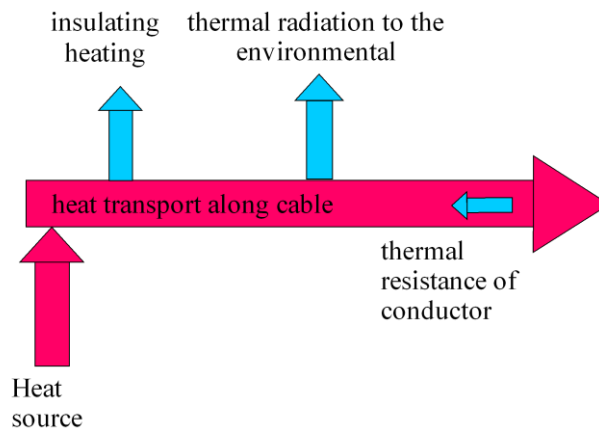 insulating
heating
thermal radiation to the
environmental
heat transport along cable
thermal
resistance of
conductor
Heat
source